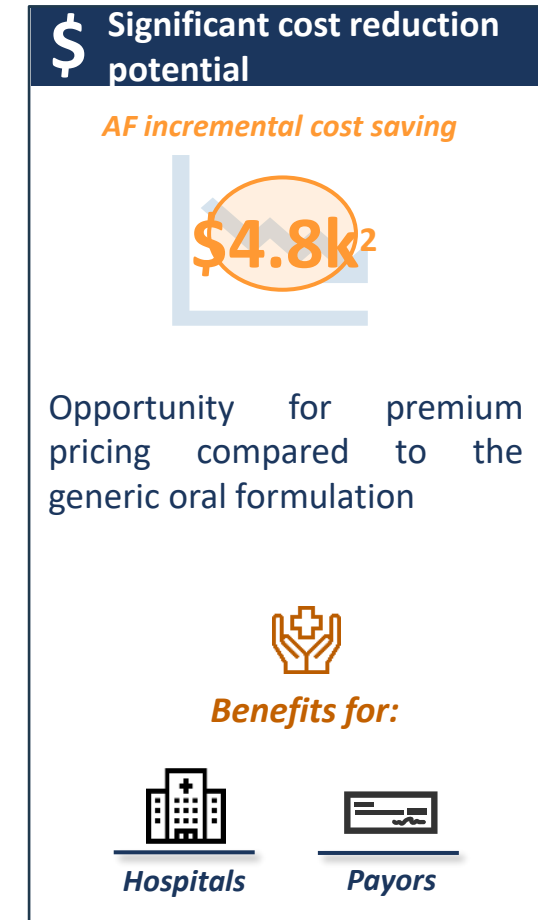 $ Significant cost reduction
potential
AF incremental cost saving
$4.8k²
Opportunity for premium
pricing compared to the
generic oral formulation
Benefits for:
Hospitals Payors